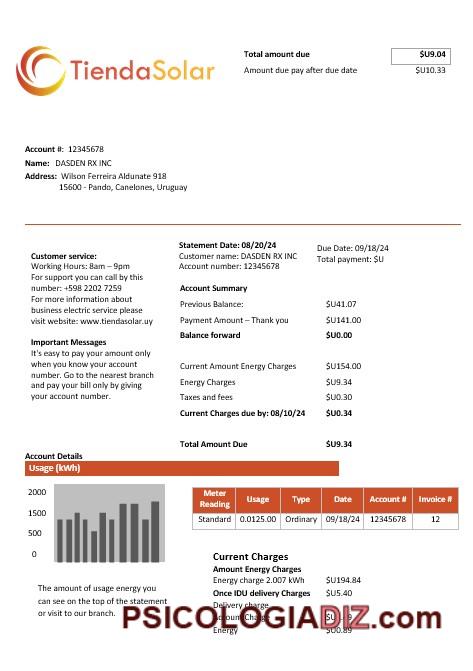 TiendaSolar
Total amount due $U9.04
Amount due pay after due date $U10.33
Account #: 12345678
Name: DASDEN RX INC
Address: Wilson Ferreira Aldunate 918
15600 - Pando, Canelones, Uruguay
Customer service:
Working Hours: 8am – 9pm
For support you can call by this
number: +598 2202 7259
For more information about
business electric service please
visit website: www.tiendasolar.uy
Important Messages
It's easy to pay your amount only
when you know your account
number. Go to the nearest branch
and pay your bill only by giving
your account number.
Statement Date: 08/20/24
Customer name: DASDEN RX INC
Account number: 12345678
Due Date: 09/18/24
Total payment: $U
Account Summary
Previous Balance: $U41.07
Payment Amount – Thank you $U141.00
Balance forward $U0.00
Current Amount Energy Charges $U154.00
Energy Charges $U9.34
Taxes and fees $U0.30
Current Charges due by: 08/10/24 $U0.34
Total Amount Due $U9.34
Account Details
Usage (kWh)
2000
1500
500
0
Meter Reading Usage Type Date Account # Invoice #
Standard 0.0125.00 Ordinary 09/18/24 12345678 12
The amount of usage energy you
can see on the top of the statement
or visit to our branch.
Current Charges
Amount Energy Charges
Energy charge 2.007 kWh $U194.84
Once IDU delivery Charges $U5.40
Delivery charge
Account Charge
Energy $U00.89
PSICOLOGIADIZ.com